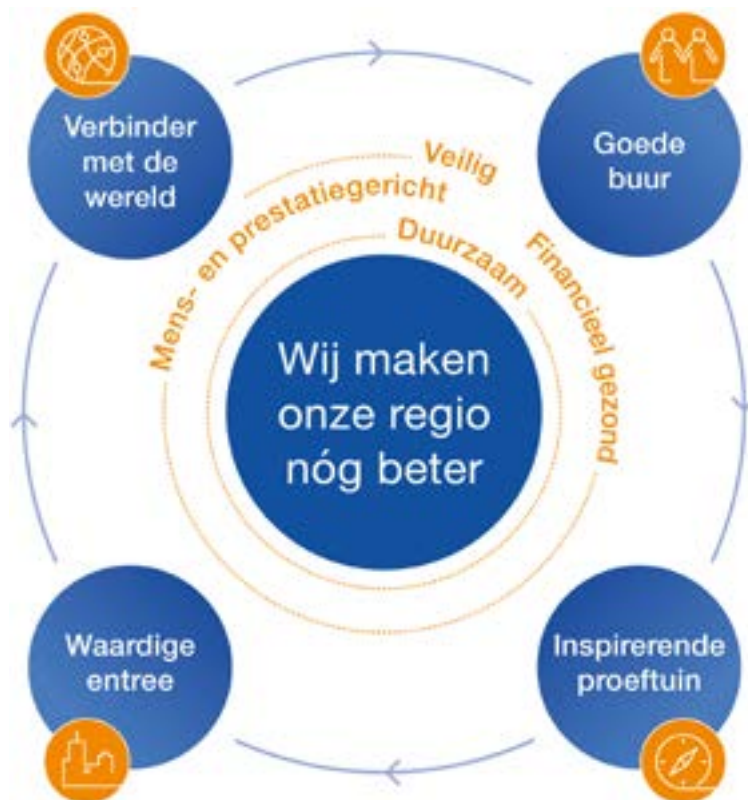 Verbinder
met de
wereld
Goede
buur
Veilig
Mens- en prestatiegericht
Duurzaam
Financieel gezond
Wij maken
onze regio
nóg beter
Waardige
entree
Inspirerende
proeftuin